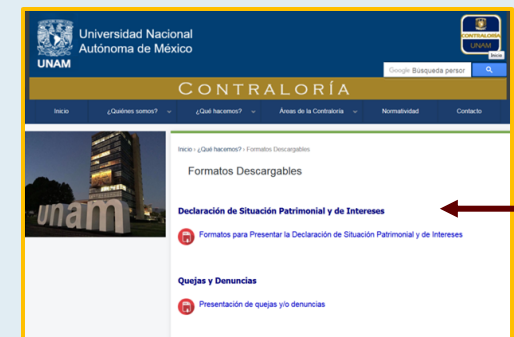 Universidad Nacional
Autónoma de México
UNAM
CONTRALORÍA
UNAM
Inicio
Google Búsqueda persor
CONTRALORÍA
Inicio ¿Quiénes somos? ¿Qué hacemos? Áreas de la Contraloría Normatividad Contacto
Inicio › ¿Qué hacemos? › Formatos Descargables
Formatos Descargables
unam
Declaración de Situación Patrimonial y de Intereses
Formatos para Presentar la Declaración de Situación Patrimonial y de Intereses
Quejas y Denuncias
Presentación de quejas y/o denuncias